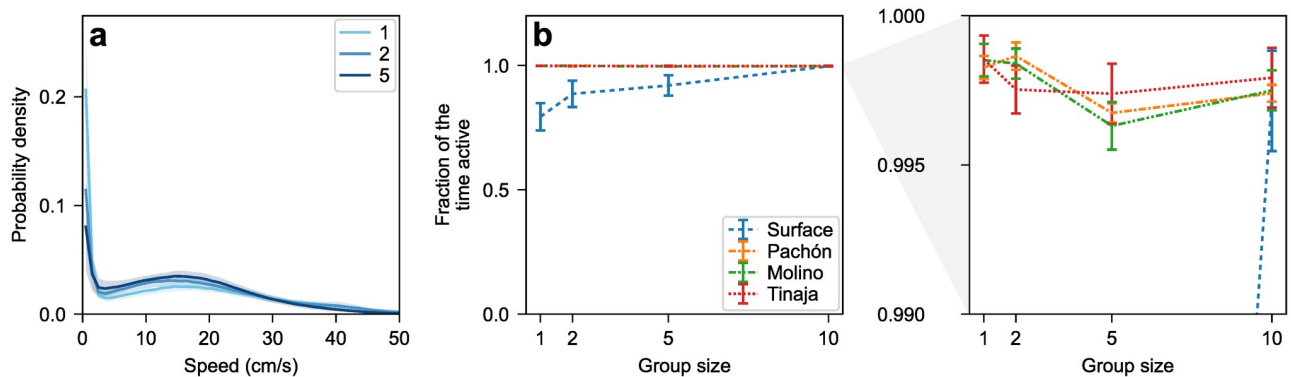 a
1
2
5
0.2
0.1
0.0
Probability density
0 10 20 30 40 50
Speed (cm/s)
b
1.0
0.5
0.0
Fraction of the
time active
Surface
Pachón
Molino
Tinaja
1 2 5 10
Group size
1.000
0.995
0.990
1 2 5 10
Group size